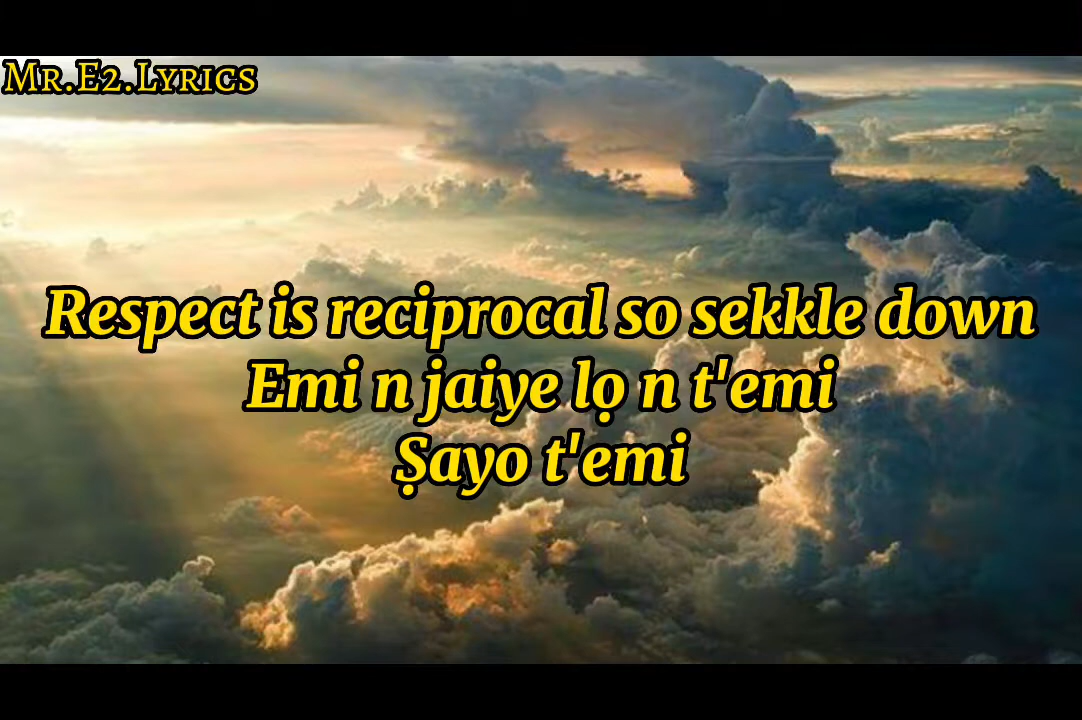 Mr.E2.Lyrics
Respect is reciprocal so sekkle down
Emi n jaiye lọ n t'emi
Ṣayo t'emi